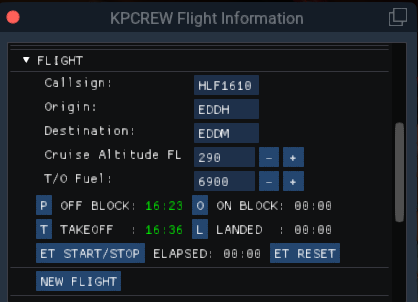 KPCREW Flight Information
▼ FLIGHT
Callsign: HLF1610
Origin: EDDH
Destination: EDDM
Cruise Altitude FL 290 - +
T/O Fuel: 6900 - +
P OFF BLOCK: 16:23 O ON BLOCK: 00:00
T TAKEOFF : 16:36 L LANDED : 00:00
ET START/STOP ELAPSED: 00:00 ET RESET
NEW FLIGHT